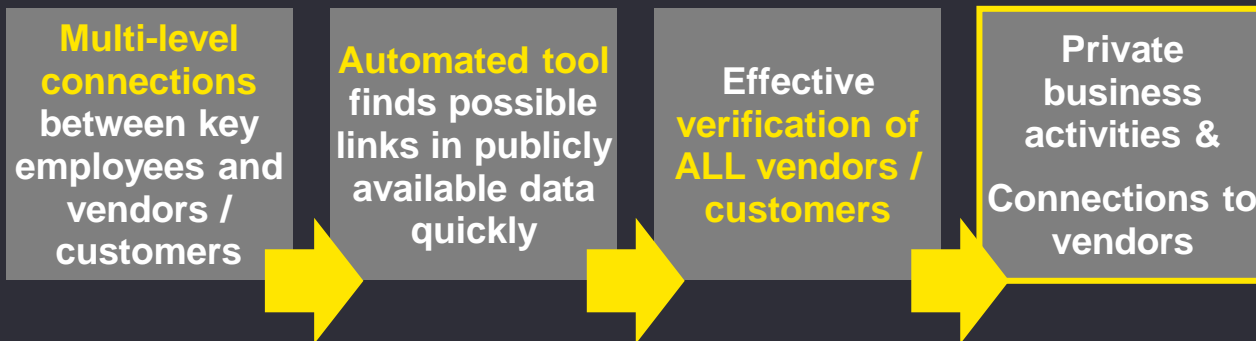 Multi-level
connections
between key
employees and
vendors /
customers
Automated tool
finds possible
links in publicly
available data
quickly
Effective
verification of
ALL vendors /
customers
Private
business
activities &
Connections to
vendors